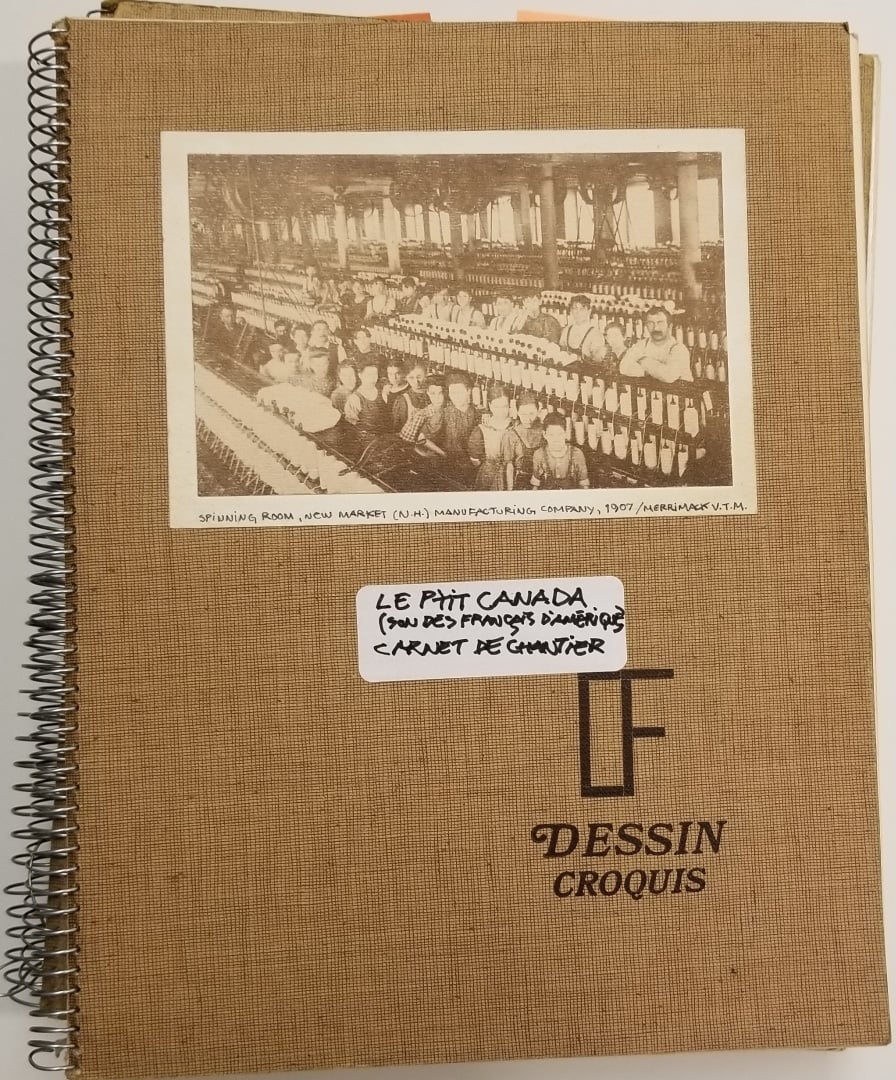 SPINNING ROOM, NEW MARKET (N.H.) MANUFACTURING COMPANY, 1907/MERRIMACK V.T.M.
LE P'TIT CANADA
(SON DES FRANÇAIS D'AMÉRIQUE)
CARNET DE CHANTIER
DF
DESSIN
CROQUIS